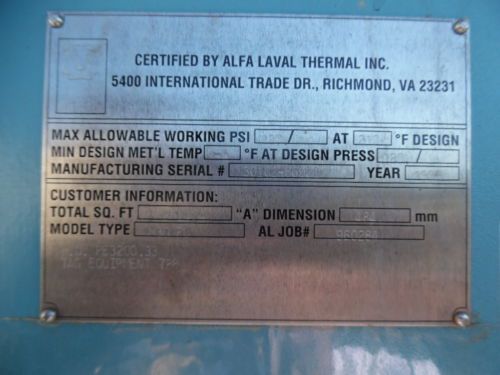 CERTIFIED BY ALFA LAVAL THERMAL INC.
5400 INTERNATIONAL TRADE DR., RICHMOND, VA 23231
MAX ALLOWABLE WORKING PSI / AT °F DESIGN
MIN DESIGN MET'L TEMP °F AT DESIGN PRESS /
MANUFACTURING SERIAL # YEAR
CUSTOMER INFORMATION:
TOTAL SQ. FT "A" DIMENSION mm
MODEL TYPE AL JOB# 960284
EQUIPMENT